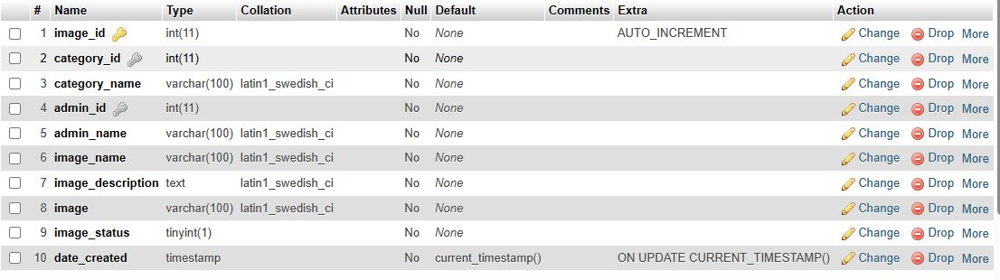 # Name Type Collation Attributes Null Default Comments Extra Action
1 image_id int(11) No None AUTO_INCREMENT Change Drop More
2 category_id int(11) No None Change Drop More
3 category_name varchar(100) latin1_swedish_ci No None Change Drop More
4 admin_id int(11) No None Change Drop More
5 admin_name varchar(100) latin1_swedish_ci No None Change Drop More
6 image_name varchar(100) latin1_swedish_ci No None Change Drop More
7 image_description text latin1_swedish_ci No None Change Drop More
8 image varchar(100) latin1_swedish_ci No None Change Drop More
9 image_status tinyint(1) No None Change Drop More
10 date_created timestamp No current_timestamp() ON UPDATE CURRENT_TIMESTAMP() Change Drop More